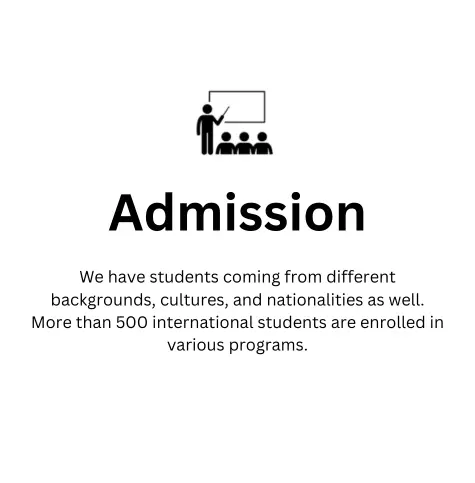 Admission
We have students coming from different
backgrounds, cultures, and nationalities as well.
More than 500 international students are enrolled in
various programs.